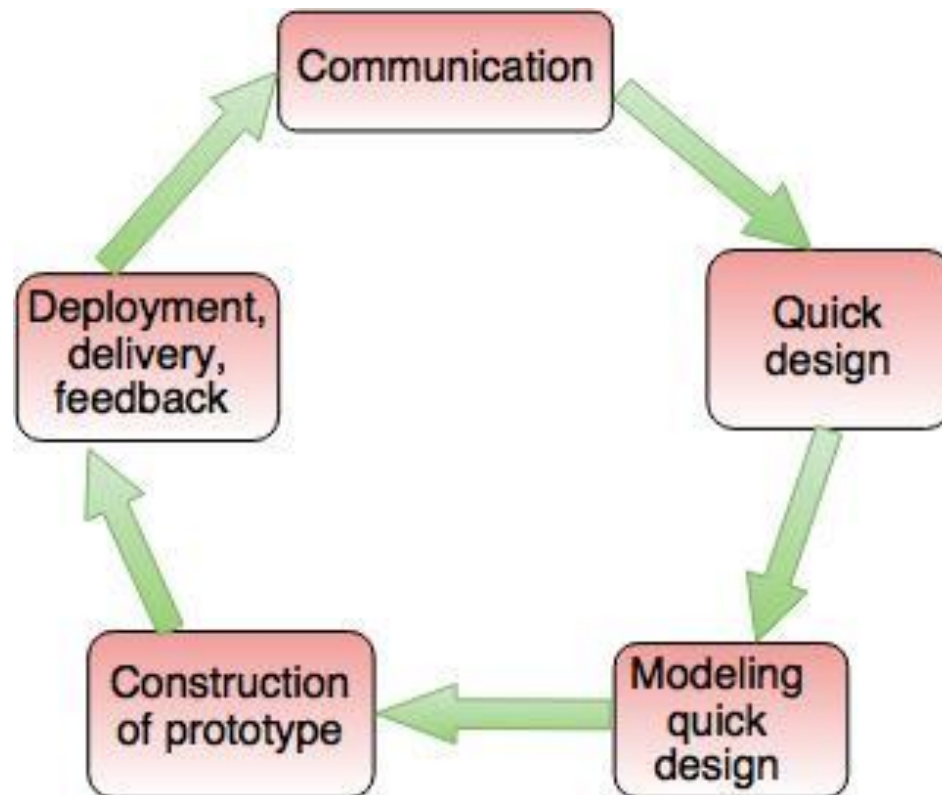 Communication
Quick
design
Modeling
quick
design
Construction
of prototype
Deployment,
delivery,
feedback